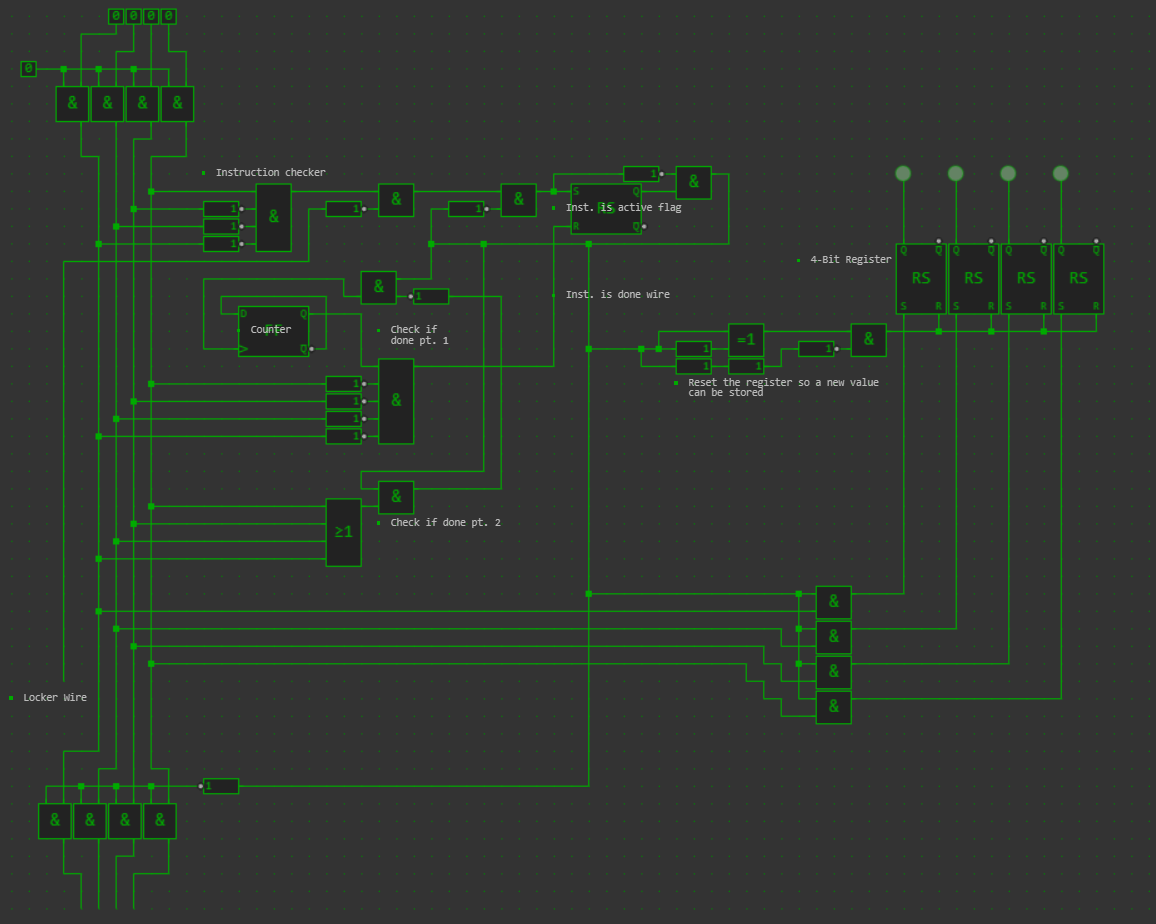 0 0 0 0
0
& & & &
Instruction checker
1
&
S Q
1 & 1 & RS
1
&
Inst. is active flag
1
1
R Q
Q Q Q Q Q Q Q Q
4-Bit Register
RS RS RS RS
S R S R S R S R
&
1
Inst. is done wire
D Q
Counter
> Q
Check if
done pt. 1
=1
&
1 1
1 1
Reset the register so a new value
can be stored
1
1
&
1
1
&
Check if done pt. 2
≥1
&
&
&
&
Locker Wire
1
& & & &